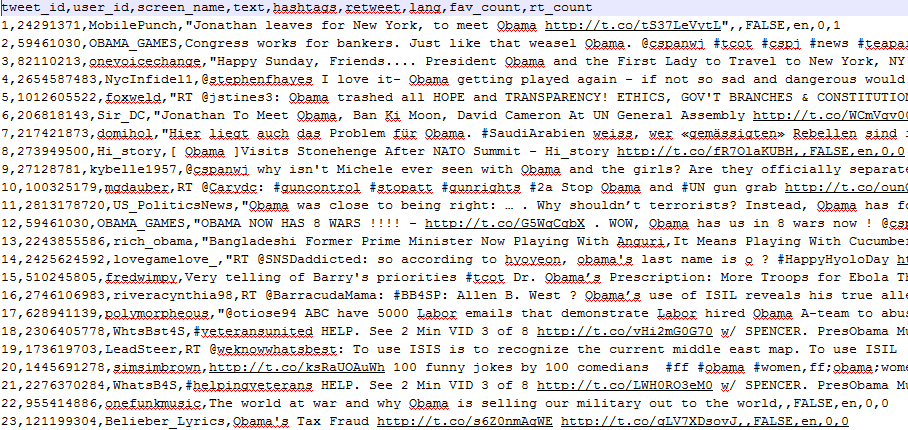 tweet_id,user_id,screen_name,text,hashtags,retweet,lang,fav_count,rt_count
1,24291371,MobilePunch,"Jonathan leaves for New York, to meet Obama http://t.co/tS37LeVvtL",,FALSE,en,0,1
2,59461030,OBAMA_GAMES,Congress works for bankers. Just like that weasel Obama. @cspanwj #tcot #cspj #news #teapa
3,82110213,onevoicechange,"Happy Sunday, Friends.... President Obama and the First Lady to Travel to New York, NY
4,2654587483,NycInfidel1,@stephenfhayes I love it- Obama getting played again - if not so sad and dangerous would
5,1012605522,foxweld,"RT @jstines3: Obama trashed all HOPE and TRANSPARENCY! ETHICS, GOV'T BRANCHES & CONSTITUTION
6,206818143,Sir_DC,"Jonathan To Meet Obama, Ban Ki Moon, David Cameron At UN General Assembly http://t.co/WCmVqv00
7,217421873,domihol,"Hier liegt auch das Problem für Obama. #SaudiArabien weiss, wer «gemässigten» Rebellen sind
8,273949500,Hi_story,[ Obama ]Visits Stonehenge After NATO Summit - Hi_story http://t.co/fR7OlaKUBH,,FALSE,en,0,0
9,27128781,kybelle1957,@cspanwj why isn't Michele ever seen with Obama and the girls? Are they officially separate
10,100325179,mgdauber,RT @Carydc: #guncontrol #stopatt #gunrights #2a Stop Obama and #UN gun grab http://t.co/oun
11,2813178720,US_PoliticsNews,"Obama was close to being right: … . Why shouldn’t terrorists? Instead, Obama has fo
12,59461030,OBAMA_GAMES,"OBAMA NOW HAS 8 WARS !!!! - http://t.co/G5WqCgbX . WOW, Obama has us in 8 wars now ! @csp
13,2243855586,rich_obama,"Bangladeshi Former Prime Minister Now Playing With Anguri,It Means Playing With Cucumbe
14,2425624592,lovegamelove_,"RT @SNSDaddicted: so according to hyoyeon, obama's last name is o ? #HappyHyoloDay ht
15,510245805,fredwimpy,Very telling of Barry's priorities #tcot Dr. Obama’s Prescription: More Troops for Ebola Th
16,2746106983,riveracynthia98,RT @BarracudaMama: #BB4SP: Allen B. West ? Obama’s use of ISIL reveals his true alle
17,628941139,polymorpheous,"@otiose94 ABC have 5000 Labor emails that demonstrate Labor hired Obama A-team to abus
18,2306405778,WhtsBst4S,#veteransunited HELP. See 2 Min VID 3 of 8 http://t.co/vHi2mG0G70 w/ SPENCER. PresObama Mu
19,173619703,LeadSteer,RT @weknowwhatsbest: To use ISIS is to recognize the current middle east map. To use ISIL
20,1445691278,simsimbrown,http://t.co/ksRaUOAuWh 100 funny jokes by 100 comedians  #ff #obama #women,ff;obama;wome
21,2276370284,WhatsB4S,#helpingveterans HELP. See 2 Min VID 3 of 8 http://t.co/LWH0RO3eM0 w/ SPENCER. PresObama Mu
22,955414886,onefunkmusic,The world at war and why Obama is selling our military out to the world,,FALSE,en,0,0
23,121199304,Belieber_Lyrics,Obama's Tax Fraud http://t.co/s6Z0nmAqWE http://t.co/gLV7XDsovJ,,FALSE,en,0,0